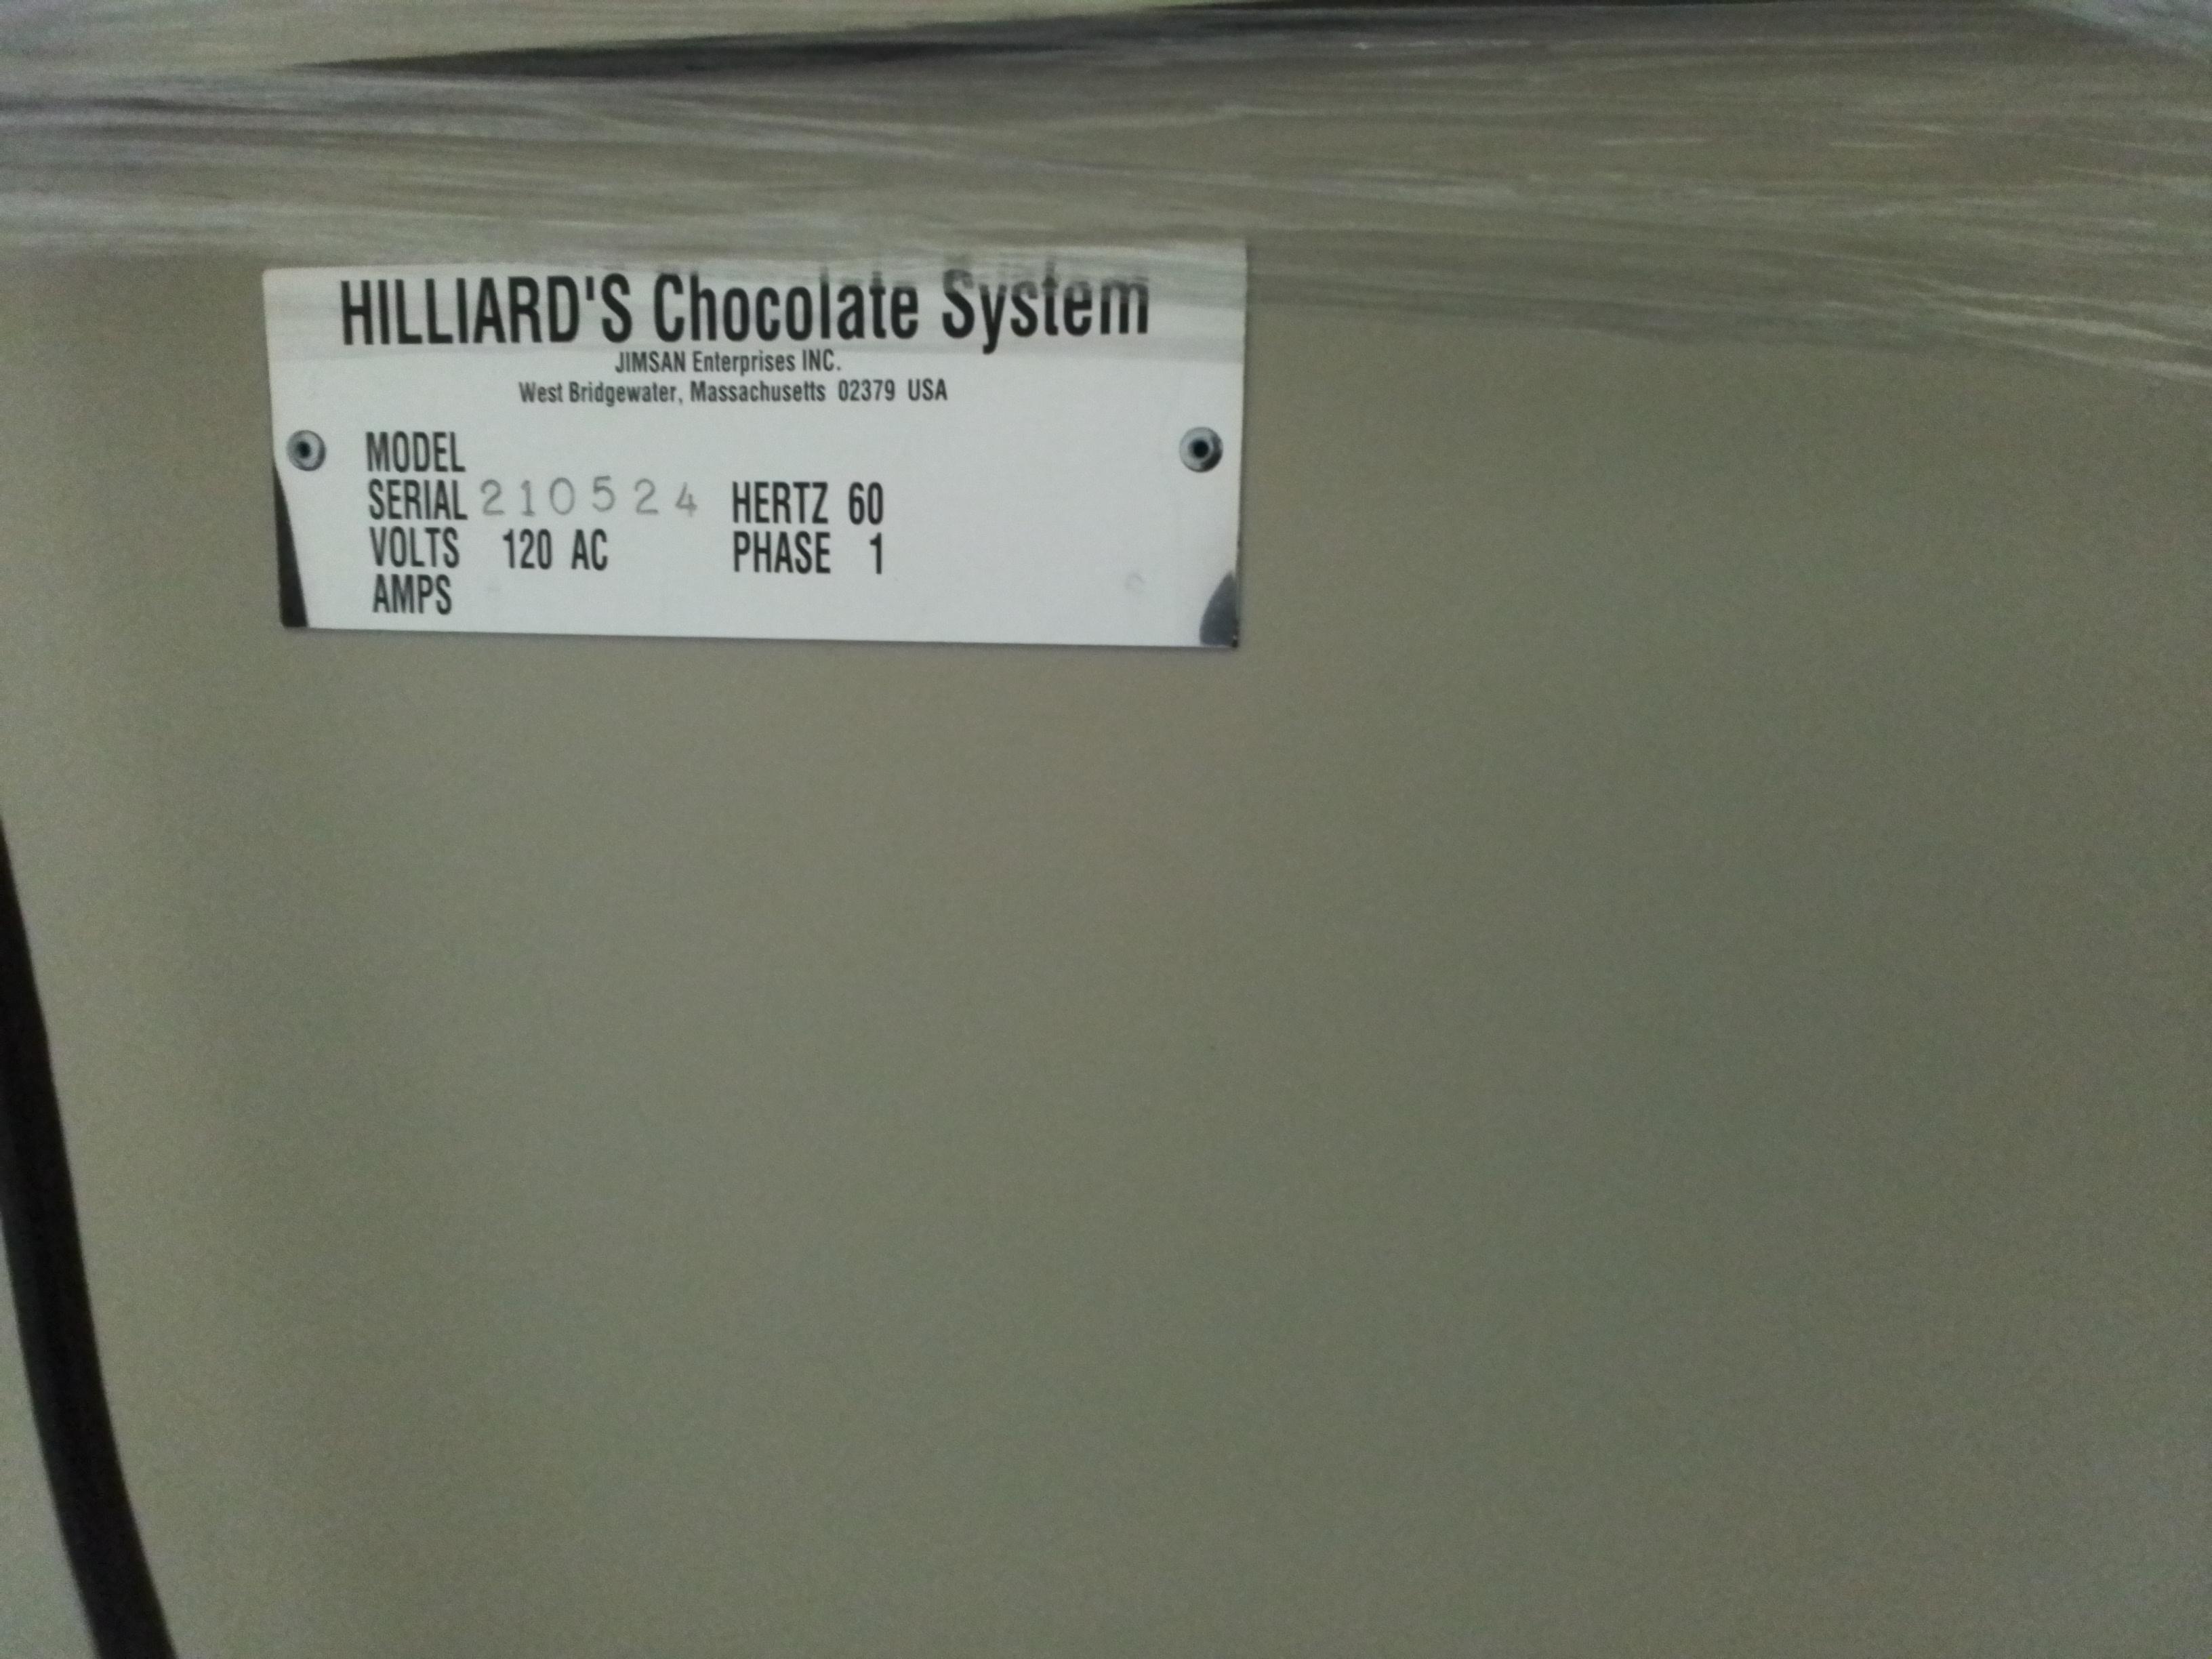 HILLIARD'S Chocolate System
JIMSAN Enterprises INC.
West Bridgewater, Massachusetts 02379 USA
MODEL
SERIAL 210524 HERTZ 60
VOLTS 120 AC PHASE 1
AMPS